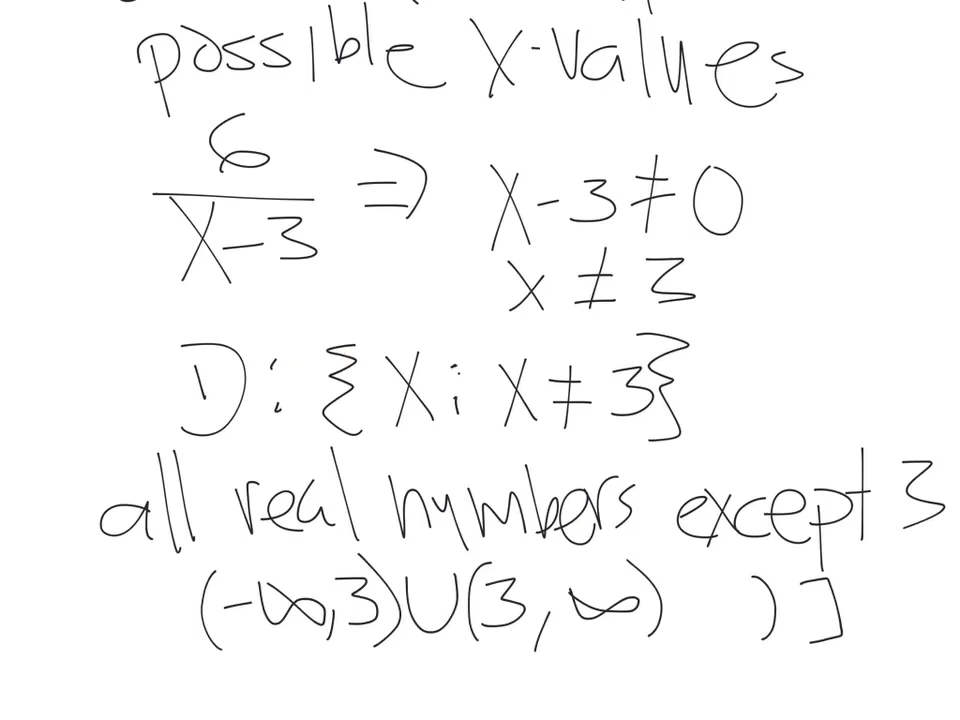 possible x-values
6
x-3 ⇒ x-3≠0
x ≠ 3
D: {x: x≠3}
all real numbers except 3
(-∞,3)∪(3,∞) )]